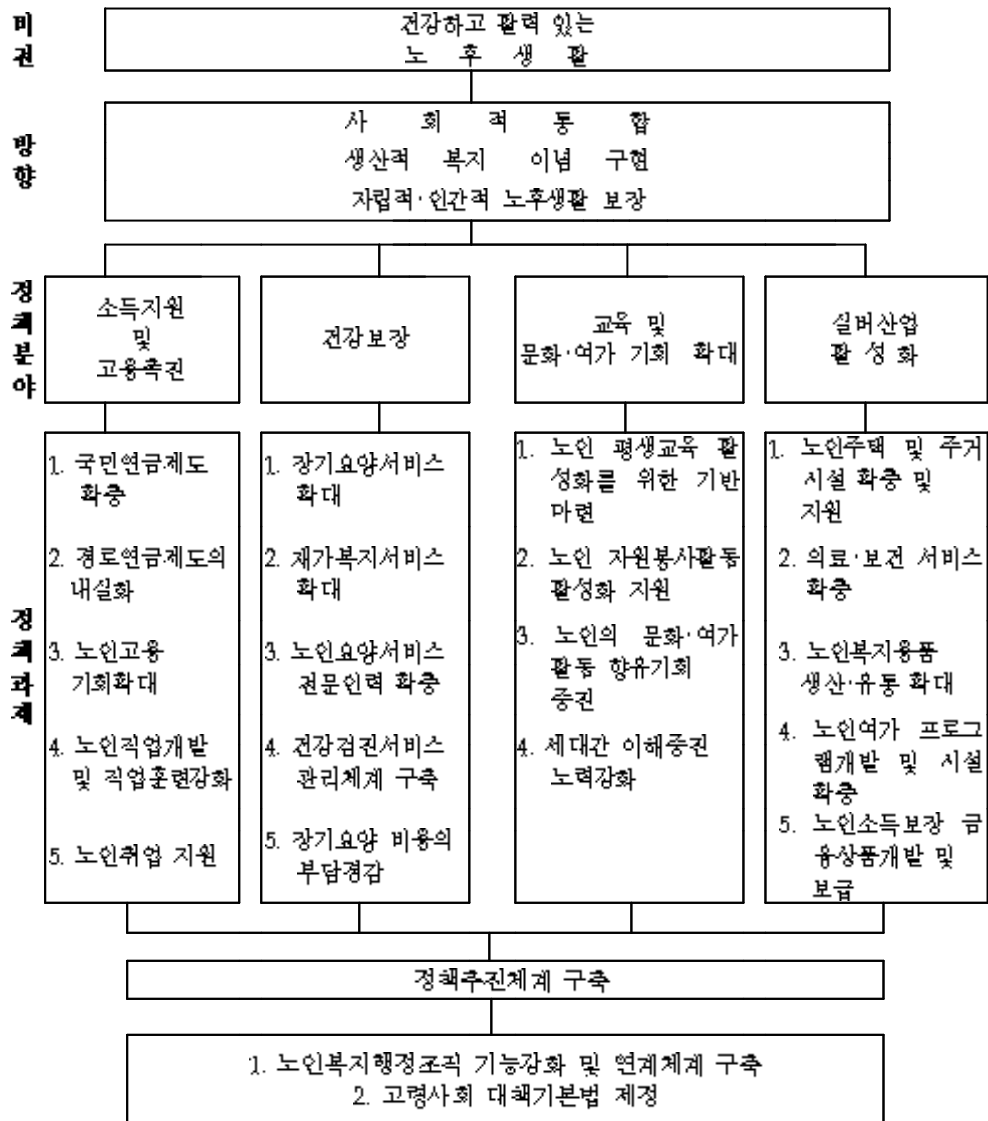 비
전
건강하고 활력 있는
노 후 생 활
방
향
사 회 적 통 합
생산적 복지 이념 구현
자립적·인간적 노후생활 보장
정
책
분
야
소득지원
및
고용촉진
건강보장
교육 및
문화·여가 기회 확대
실버산업
활 성 화
정
책
과
제
1. 국민연금제도
확충
2. 경로연금제도의
내실화
3. 노인고용
기회확대
4. 노인직업개발
및 직업훈련강화
5. 노인취업 지원
1. 장기요양서비스
확대
2. 재가복지서비스
확대
3. 노인요양서비스
전문인력 확충
4. 건강검진서비스
관리체계 구축
5. 장기요양 비용의
부담경감
1. 노인 평생교육 활
성화를 위한 기반
마련
2. 노인 자원봉사활동
활성화 지원
3. 노인의 문화·여가
활동 향유기회
증진
4. 세대간 이해증진
노력강화
1. 노인주택 및 주거
시설 확충 및
지원
2. 의료·보건 서비스
확충
3. 노인복지용품
생산·유통 확대
4. 노인여가 프로그
램개발 및 시설
확충
5. 노인소득보장 금
융상품개발 및
보급
정책추진체계 구축
1. 노인복지행정조직 기능강화 및 연계체계 구축
2. 고령사회 대책기본법 제정